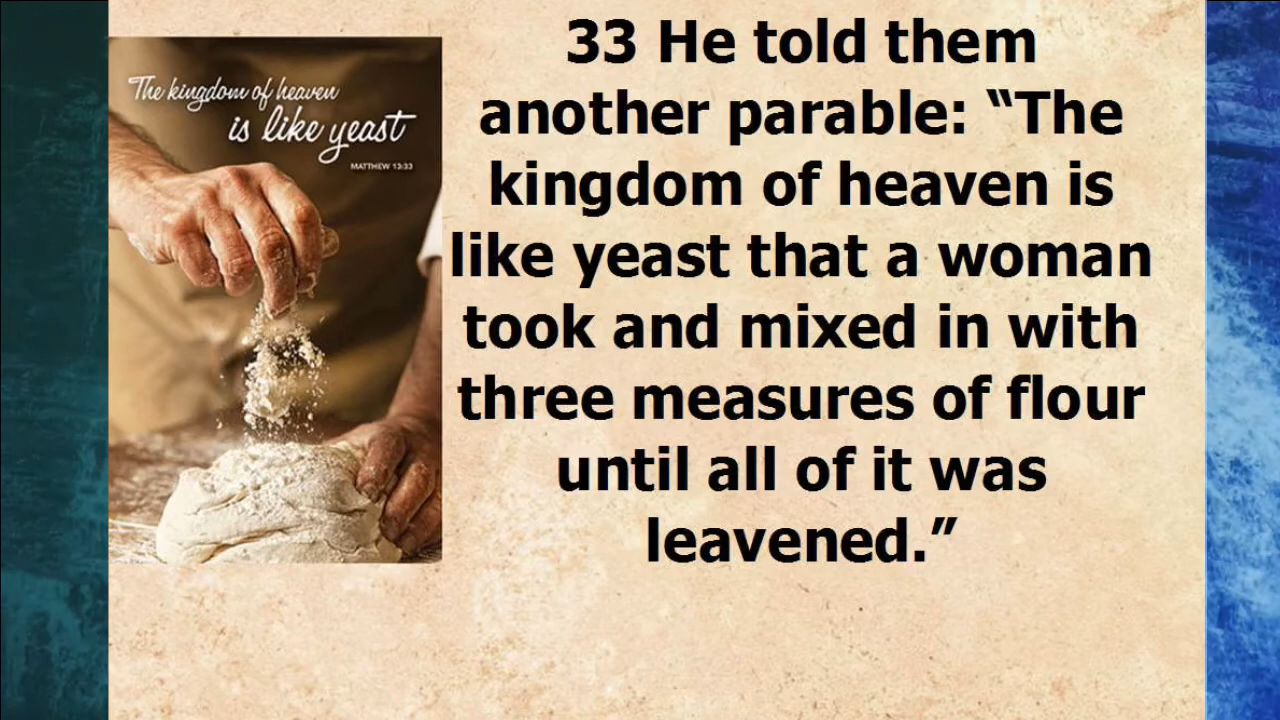 The kingdom of heaven
is like yeast
MATTHEW 13:33
33 He told them
another parable: “The
kingdom of heaven is
like yeast that a woman
took and mixed in with
three measures of flour
until all of it was
leavened.”